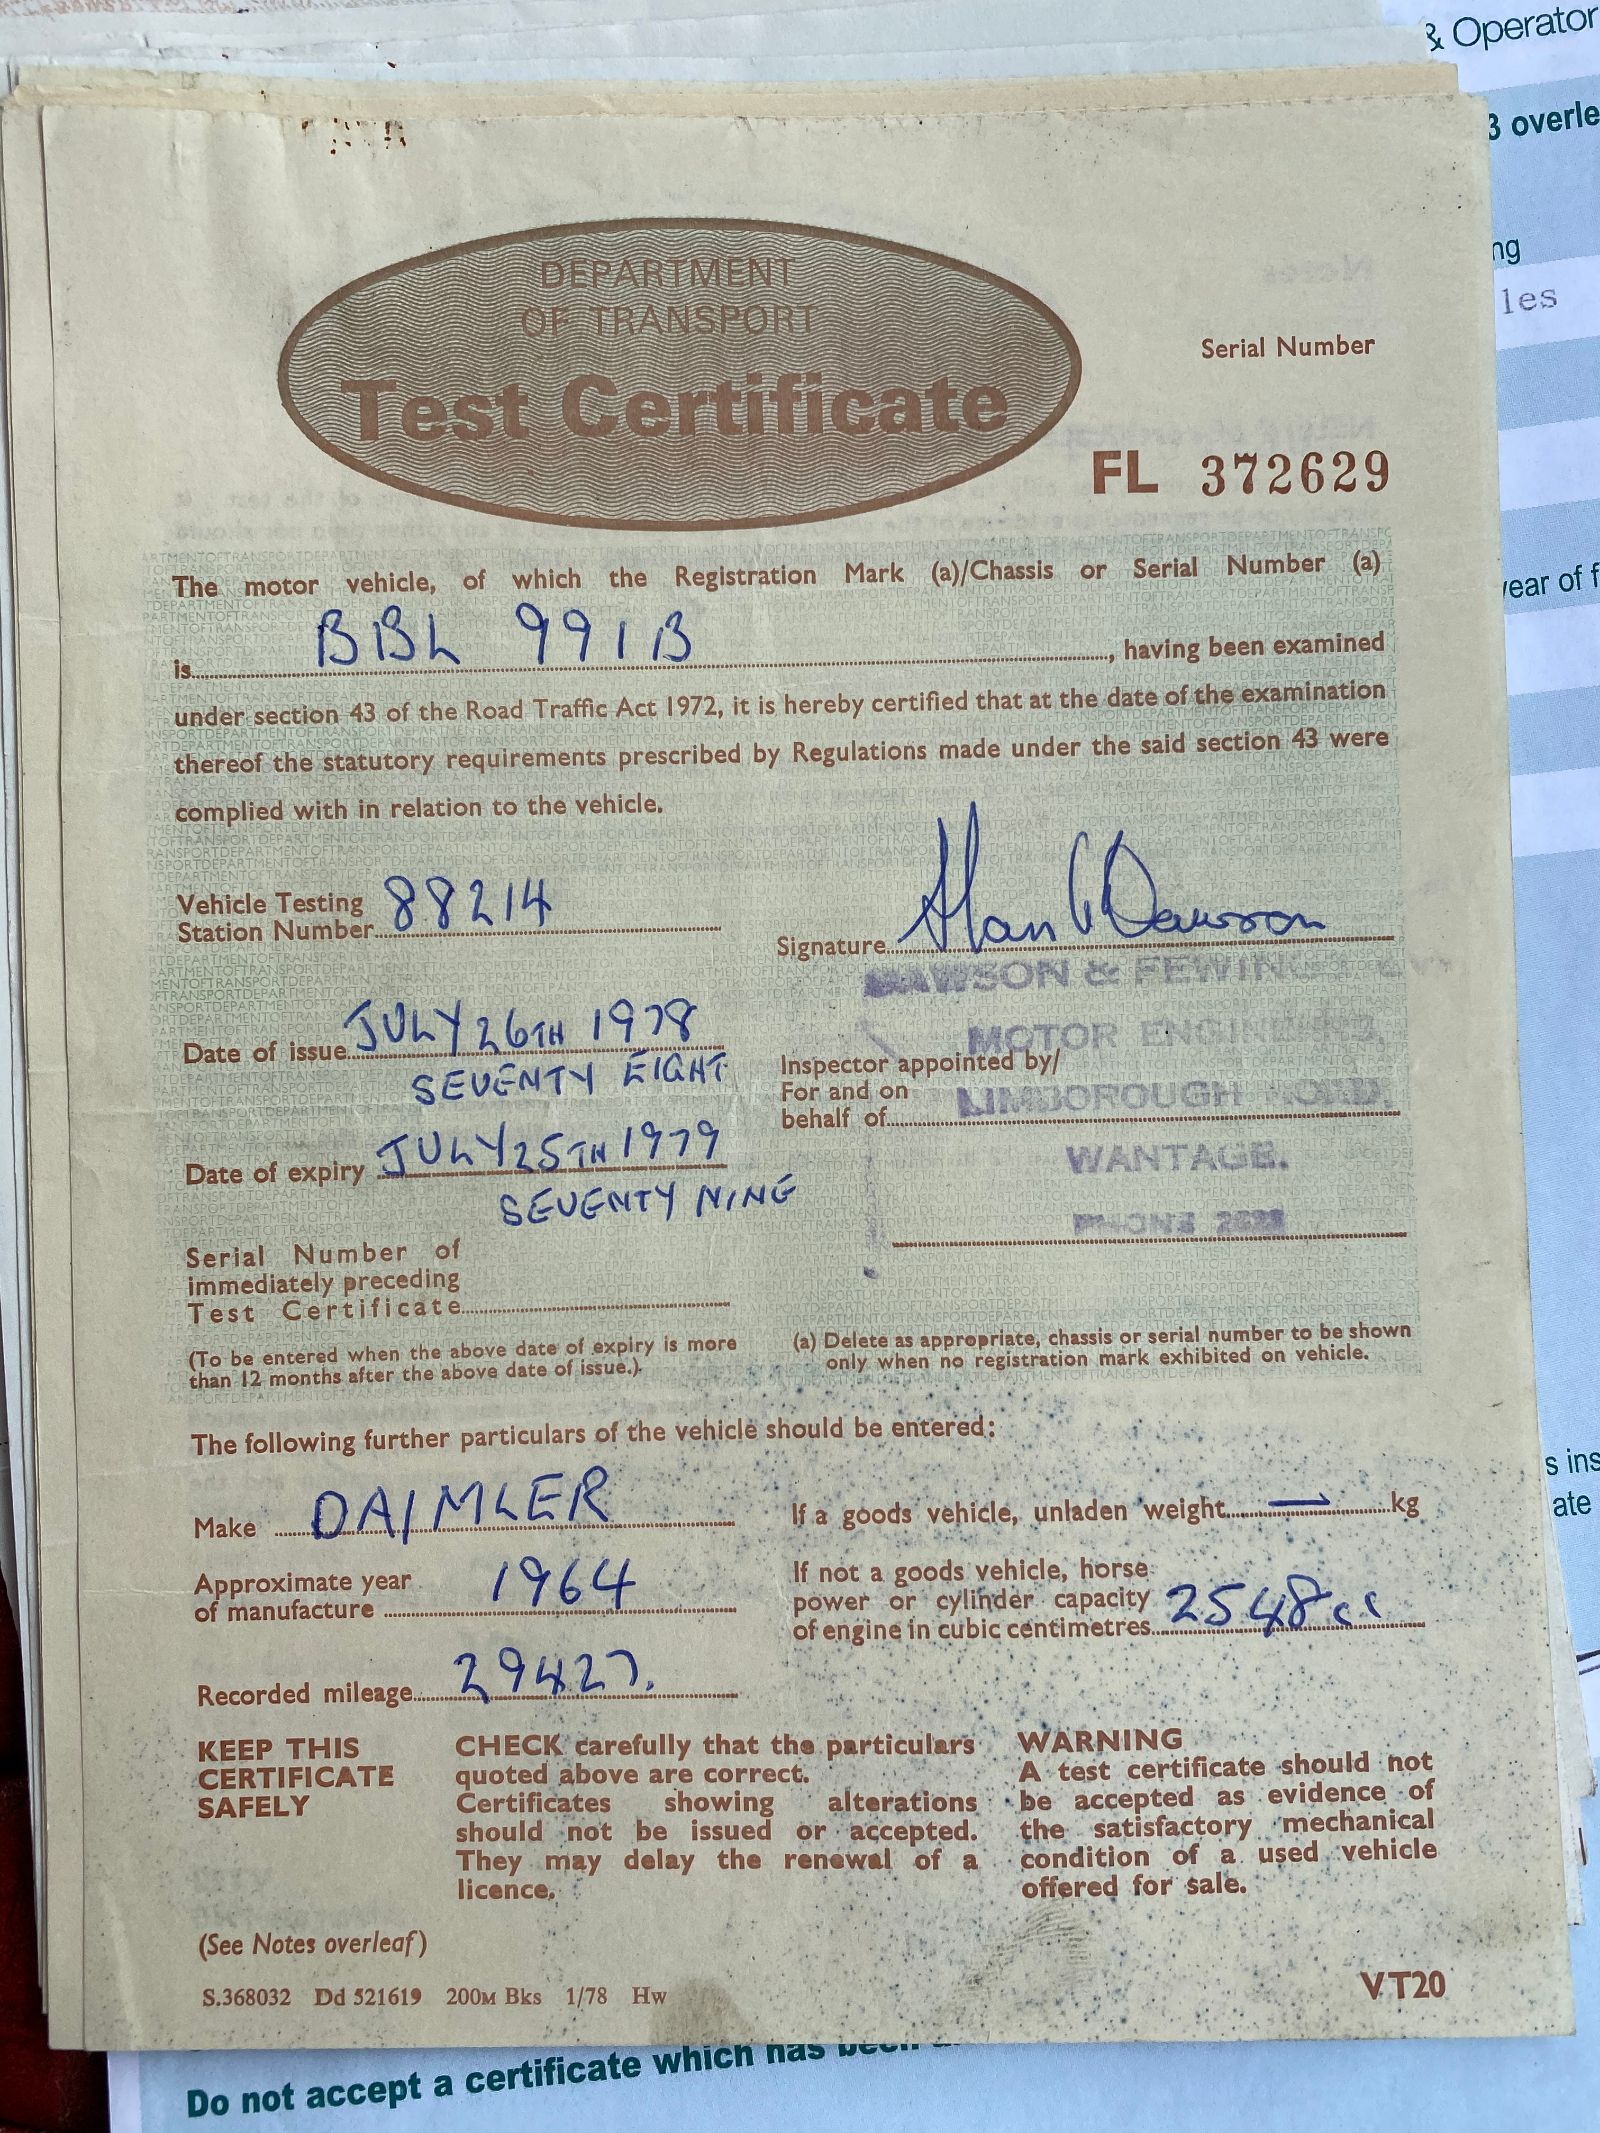 & Operator
3 overle
ng
les
year of f
s ins
ate
DEPARTMENT
OF TRANSPORT
Test Certificate
Serial Number
FL 372629
The motor vehicle, of which the Registration Mark (a)/Chassis or Serial Number (a)
is BBL 991B, having been examined
under section 43 of the Road Traffic Act 1972, it is hereby certified that at the date of the examination
thereof the statutory requirements prescribed by Regulations made under the said section 43 were
complied with in relation to the vehicle.
Vehicle Testing
Station Number 88214
Signature Alan Dawson
DAWSON &
MOTOR ENGINEERS,
Date of issue JULY 26TH 1978
SEVENTY EIGHT
Inspector appointed by/
For and on
behalf of LIMBOROUGH ROAD,
WANTAGE.
PHONE
Date of expiry JULY 25TH 1979
SEVENTY NINE
Serial Number of
immediately preceding
Test Certificate
(To be entered when the above date of expiry is more
than 12 months after the above date of issue.).
(a) Delete as appropriate, chassis or serial number to be shown
only when no registration mark exhibited on vehicle.
The following further particulars of the vehicle should be entered:
Make DAIMLER
If a goods vehicle, unladen weight — kg
Approximate year
of manufacture 1964
If not a goods vehicle, horse
power or cylinder capacity
of engine in cubic centimetres 2548cc
Recorded mileage 29427.
KEEP THIS
CERTIFICATE
SAFELY
CHECK carefully that the particulars
quoted above are correct.
Certificates showing alterations
should not be issued or accepted.
They may delay the renewal of a
licence.
WARNING
A test certificate should not
be accepted as evidence of
the satisfactory mechanical
condition of a used vehicle
offered for sale.
(See Notes overleaf)
S.368032 Dd 521619 200M Bks 1/78 Hw
VT20
Do not accept a certificate which has been